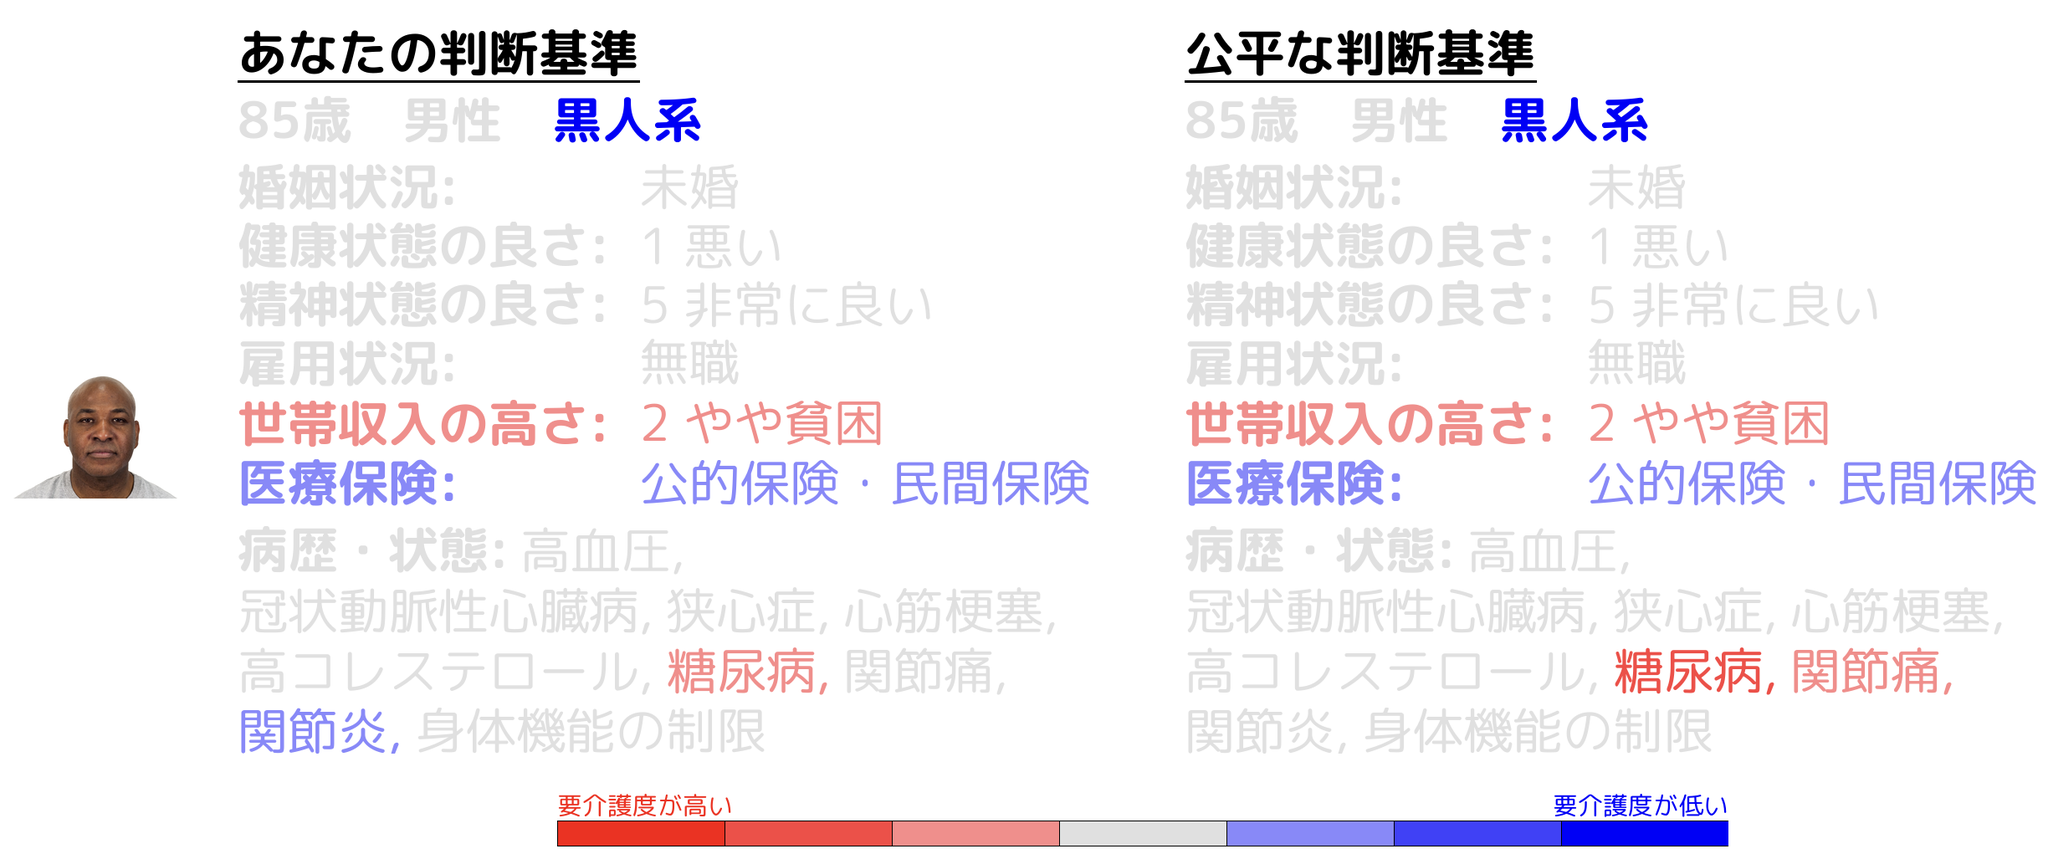 あなたの判断基準
85歳 男性 黒人系
婚姻状況: 未婚
健康状態の良さ: 1 悪い
精神状態の良さ: 5 非常に良い
雇用状況: 無職
世帯収入の高さ: 2 やや貧困
医療保険: 公的保険・民間保険
病歴・状態: 高血圧,
冠状動脈性心臓病, 狭心症, 心筋梗塞,
高コレステロール, 糖尿病, 関節痛,
関節炎, 身体機能の制限
公平な判断基準
85歳 男性 黒人系
婚姻状況: 未婚
健康状態の良さ: 1 悪い
精神状態の良さ: 5 非常に良い
雇用状況: 無職
世帯収入の高さ: 2 やや貧困
医療保険: 公的保険・民間保険
病歴・状態: 高血圧,
冠状動脈性心臓病, 狭心症, 心筋梗塞,
高コレステロール, 糖尿病, 関節痛,
関節炎, 身体機能の制限
要介護度が高い 要介護度が低い